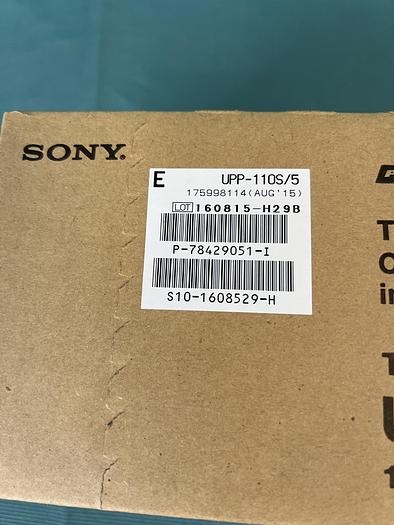 SONY.
E UPP-110S/5
175998114(AUG'15)
LOT 160815-H29B
P-78429051-I
S10-1608529-H